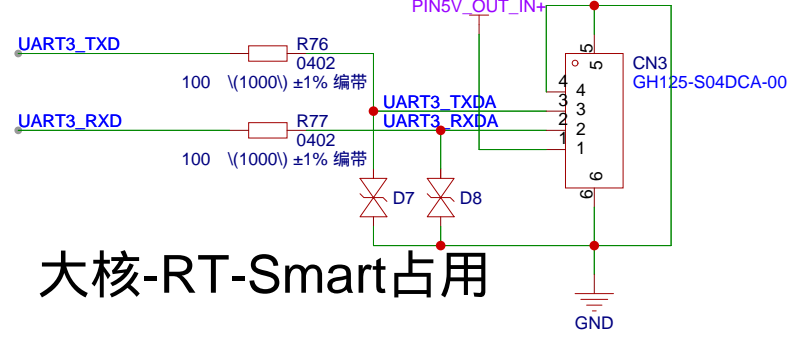 PIN5V_OUT_IN+
UART3_TXD
R76
0402
100 \(1000\) ±1% 编带
5
5
CN3
GH125-S04DCA-00
4
4
UART3_TXDA
3
3
UART3_RXD
R77
0402
100 \(1000\) ±1% 编带
UART3_RXDA
2
2
1
1
D7
D8
6
6
大核-RT-Smart占用
GND